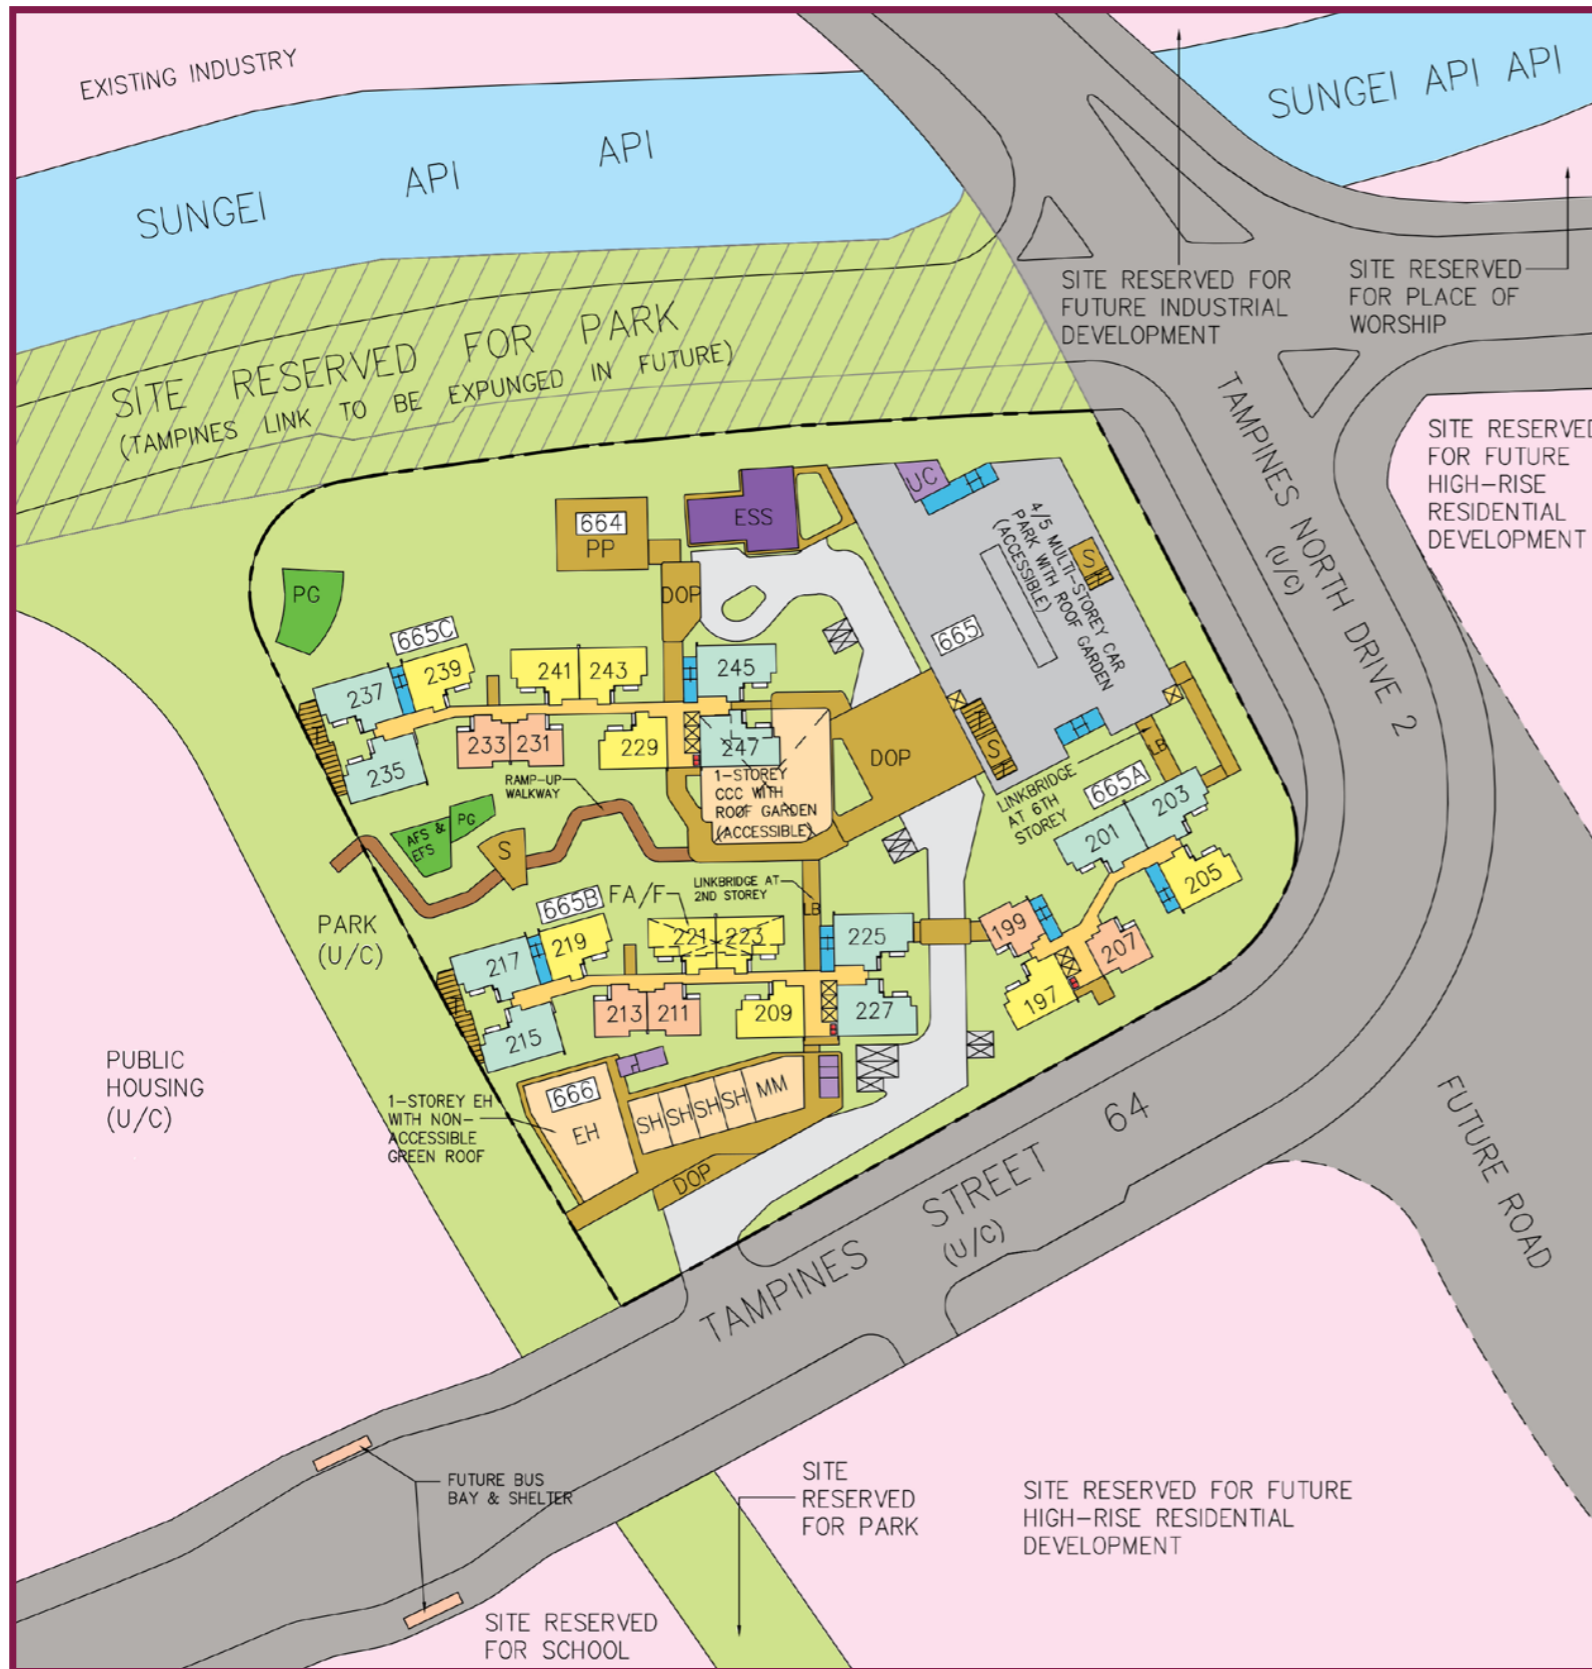 EXISTING INDUSTRY
SUNGEI API API
SUNGEI API API
SITE RESERVED FOR
FUTURE INDUSTRIAL
DEVELOPMENT
SITE RESERVED
FOR PLACE OF
WORSHIP
SITE RESERVED FOR PARK
(TAMPINES LINK TO BE EXPUNGED IN FUTURE)
TAMPINES NORTH DRIVE 2
(U/C)
SITE RESERVED
FOR FUTURE
HIGH-RISE
RESIDENTIAL
DEVELOPMENT
UC
ESS
664
PP
4/5 MULTI-STOREY CAR
PARK WITH ROOF GARDEN
(ACCESSIBLE)
S
PG
DOP
665
665C
237
239
241
243
245
235
233
231
229
247
DOP
S
RAMP-UP
WALKWAY
1-STOREY
CCC WITH
ROOF GARDEN
(ACCESSIBLE)
LINKBRIDGE
AT 6TH
STOREY
LB
665A
203
201
205
AFS &
EFS
PG
S
665B
FA/F
LINKBRIDGE AT
2ND STOREY
LB
PARK
(U/C)
217
219
221
223
225
199
207
197
215
213
211
209
227
PUBLIC
HOUSING
(U/C)
1-STOREY EH
WITH NON-
ACCESSIBLE
GREEN ROOF
666
EH
SH
SH
SH
SH
MM
DOP
TAMPINES STREET 64
(U/C)
FUTURE ROAD
FUTURE BUS
BAY & SHELTER
SITE
RESERVED
FOR PARK
SITE RESERVED FOR FUTURE
HIGH-RISE RESIDENTIAL
DEVELOPMENT
SITE RESERVED
FOR SCHOOL